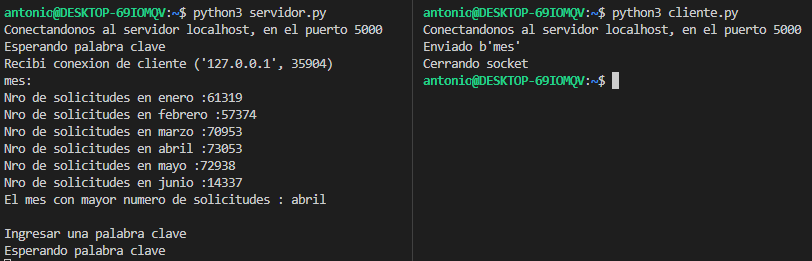 antonio@DESKTOP-69IOMQV:~$ python3 servidor.py
Conectandonos al servidor localhost, en el puerto 5000
Esperando palabra clave
Recibi conexion de cliente ('127.0.0.1', 35904)
mes:
Nro de solicitudes en enero :61319
Nro de solicitudes en febrero :57374
Nro de solicitudes en marzo :70953
Nro de solicitudes en abril :73053
Nro de solicitudes en mayo :72938
Nro de solicitudes en junio :14337
El mes con mayor numero de solicitudes : abril
Ingresar una palabra clave
Esperando palabra clave
antonio@DESKTOP-69IOMQV:~$ python3 cliente.py
Conectandonos al servidor localhost, en el puerto 5000
Enviado b'mes'
Cerrando socket
antonio@DESKTOP-69IOMQV:~$